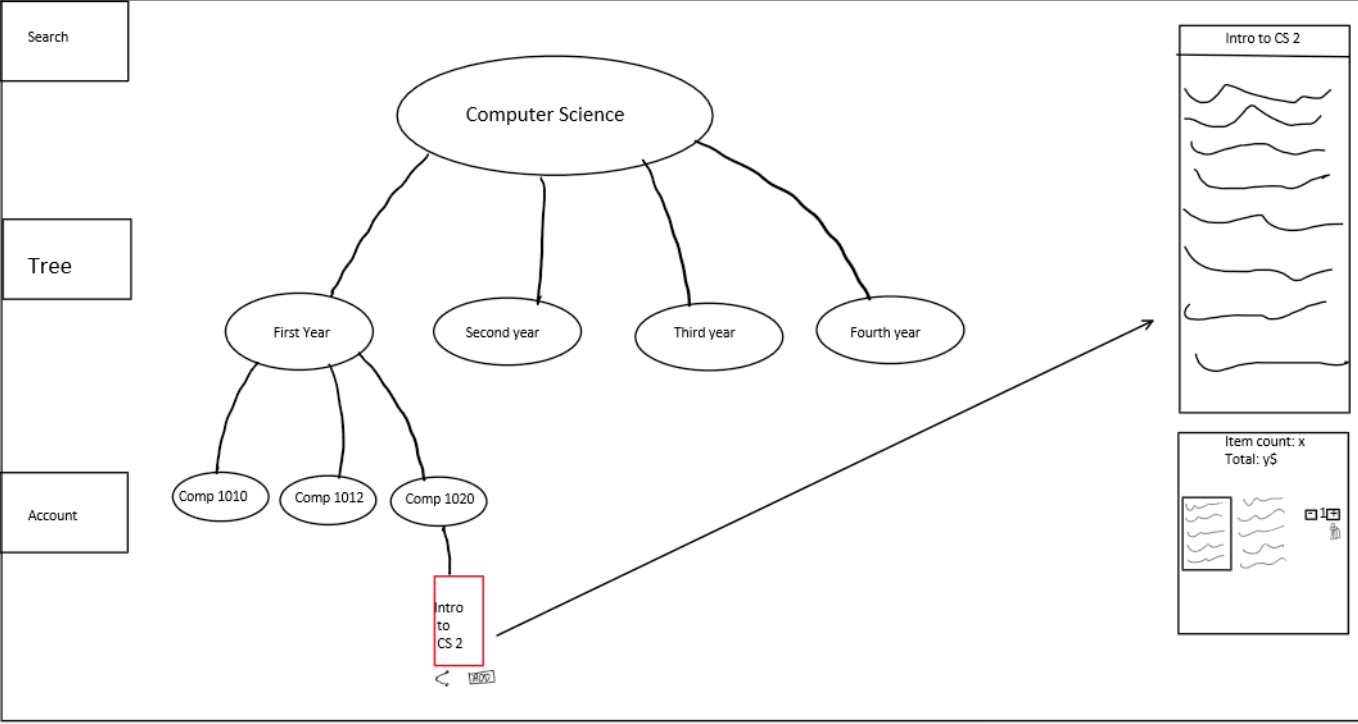 Search
Intro to CS 2
Computer Science
Tree
First Year
Second year
Third year
Fourth year
Item count: x
Total: y$
Comp 1010
Comp 1012
Comp 1020
Account
- 1 +
Intro
to
CS 2
ADD